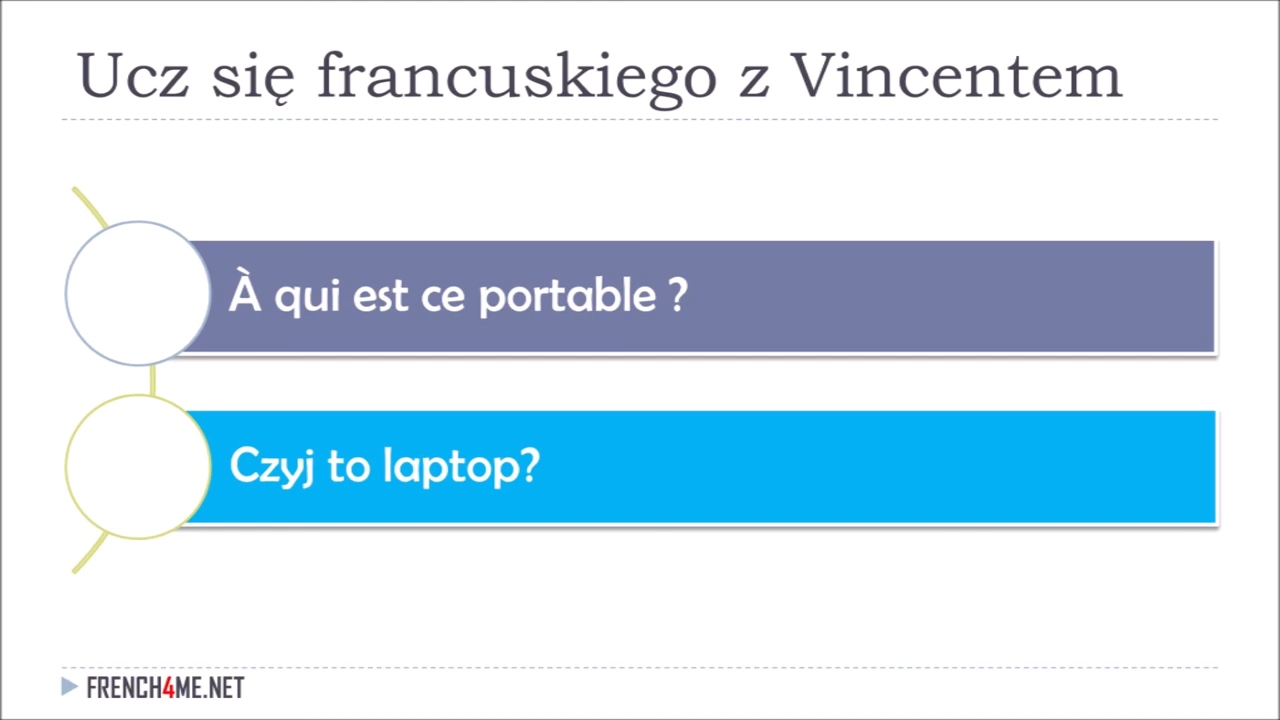 Ucz się francuskiego z Vincentem
À qui est ce portable ?
Czyj to laptop?
FRENCH4ME.NET